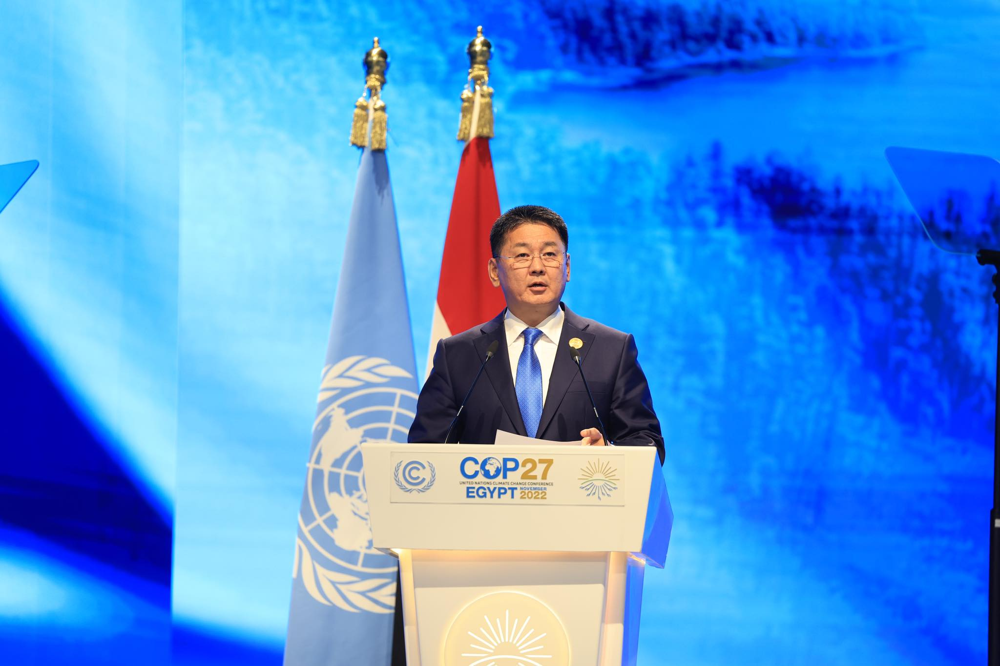 COP27
UNITED NATIONS CLIMATE CHANGE CONFERENCE
EGYPT NOVEMBER 2022